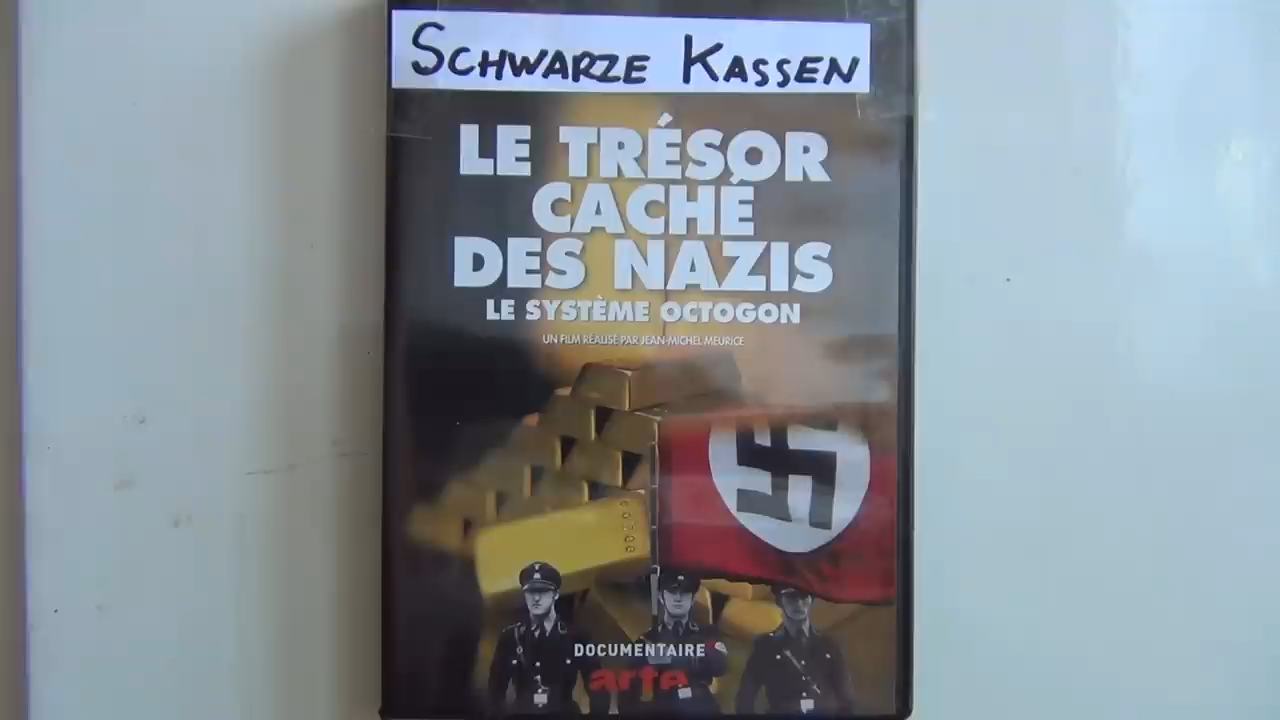 SCHWARZE KASSEN
LE TRÉSOR
CACHÉ
DES NAZIS
LE SYSTÈME OCTOGON
UN FILM RÉALISÉ PAR JEAN-MICHEL MEURICE
DOCUMENTAIRE
arte